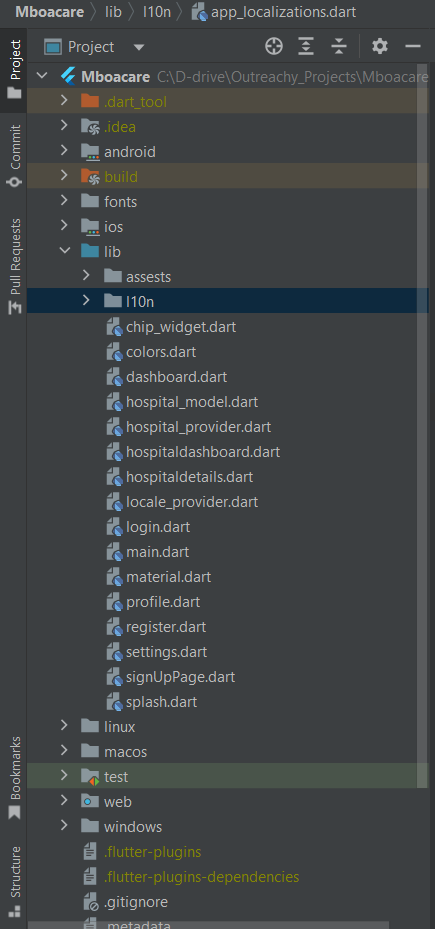 Mboacare lib l10n app_localizations.dart
Project
Project
Commit
Pull Requests
Bookmarks
Structure
Mboacare C:\D-drive\Outreachy_Projects\Mboacare
.dart_tool
.idea
android
build
fonts
ios
lib
assests
l10n
chip_widget.dart
colors.dart
dashboard.dart
hospital_model.dart
hospital_provider.dart
hospitaldashboard.dart
hospitaldetails.dart
locale_provider.dart
login.dart
main.dart
material.dart
profile.dart
register.dart
settings.dart
signUpPage.dart
splash.dart
linux
macos
test
web
windows
.flutter-plugins
.flutter-plugins-dependencies
.gitignore
.metadata